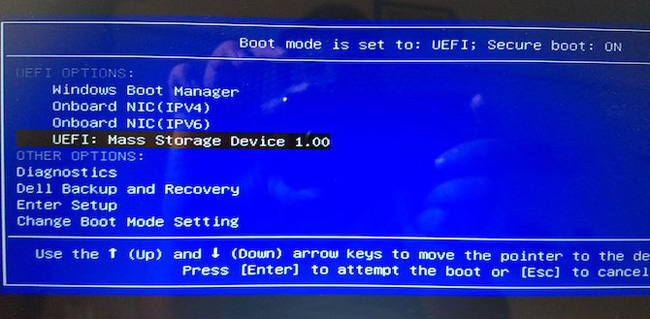 Boot mode is set to: UEFI; Secure boot: ON
UEFI OPTIONS:
Windows Boot Manager
Onboard NIC(IPV4)
Onboard NIC(IPV6)
UEFI: Mass Storage Device 1.00
OTHER OPTIONS:
Diagnostics
Dell Backup and Recovery
Enter Setup
Change Boot Mode Setting
Use the ↑ (Up) and ↓ (Down) arrow keys to move the pointer to the de
Press [Enter] to attempt the boot or [Esc] to cancel